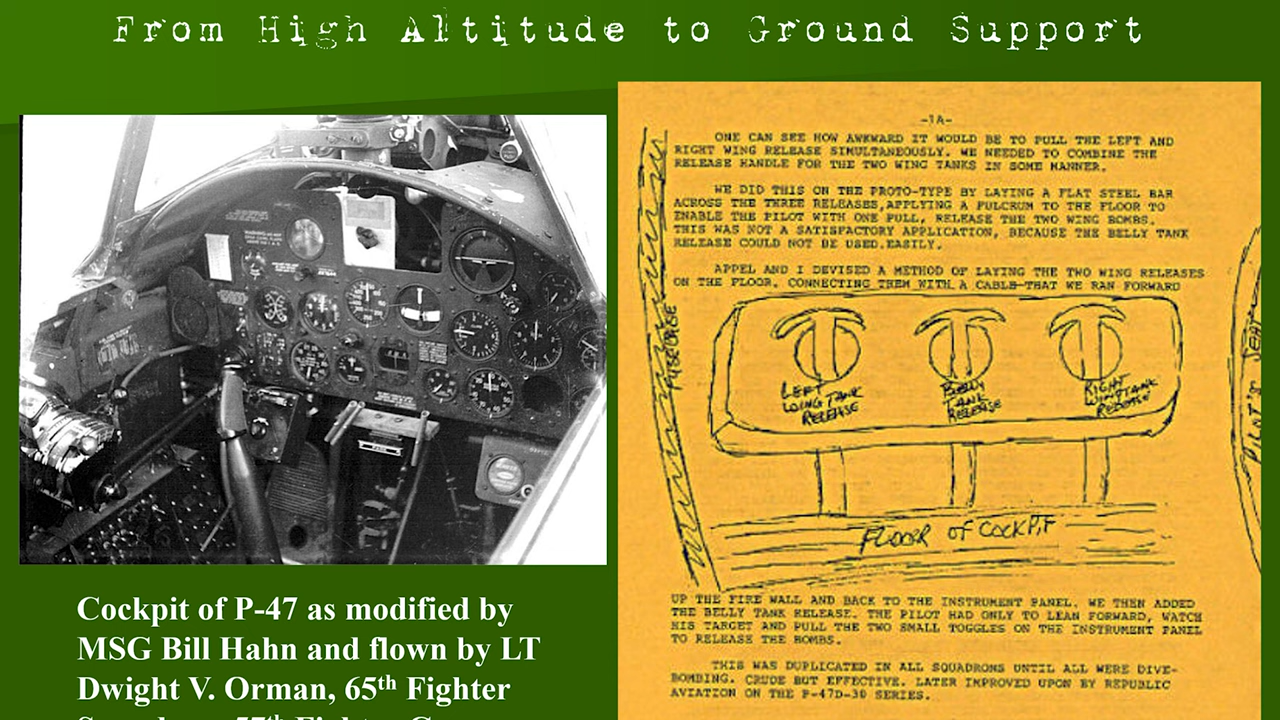 From High Altitude to Ground Support
-1A-
ONE CAN SEE HOW AWKWARD IT WOULD BE TO PULL THE LEFT AND
RIGHT WING RELEASE SIMULTANEOUSLY. WE NEEDED TO COMBINE THE
RELEASE HANDLE FOR THE TWO WING TANKS IN SOME MANNER.
WE DID THIS ON THE PROTO-TYPE BY LAYING A FLAT STEEL BAR
ACROSS THE THREE RELEASES,APPLYING A FULCRUM TO THE FLOOR TO
ENABLE THE PILOT WITH ONE PULL, RELEASE THE TWO WING BOMBS.
THIS WAS NOT A SATISFACTORY APPLICATION, BECAUSE THE BELLY TANK
RELEASE COULD NOT BE USED.EASILY.
APPEL AND I DEVISED A METHOD OF LAYING THE TWO WING RELEASES
ON THE FLOOR. CONNECTING THEM WITH A CABLE THAT WE RAN FORWARD
LEFT
WING TANK
RELEASE
BELLY
TANK
RELEASE
RIGHT
WING TANK
RELEASE
PILOT'S SEAT
FLOOR OF COCKPIT
UP THE FIRE WALL AND BACK TO THE INSTRUMENT PANEL. WE THEN ADDED
THE BELLY TANK RELEASE. THE PILOT HAD ONLY TO LEAN FORWARD, WATCH
HIS TARGET AND PULL THE TWO SMALL TOGGLES ON THE INSTRUMENT PANEL
TO RELEASE THE BOMBS.
THIS WAS DUPLICATED IN ALL SQUADRONS UNTIL ALL WERE DIVE-
BOMBING. CRUDE BUT EFFECTIVE. LATER IMPROVED UPON BY REPUBLIC
AVIATION ON THE P-47D-30 SERIES.
Cockpit of P-47 as modified by
MSG Bill Hahn and flown by LT
Dwight V. Orman, 65th Fighter